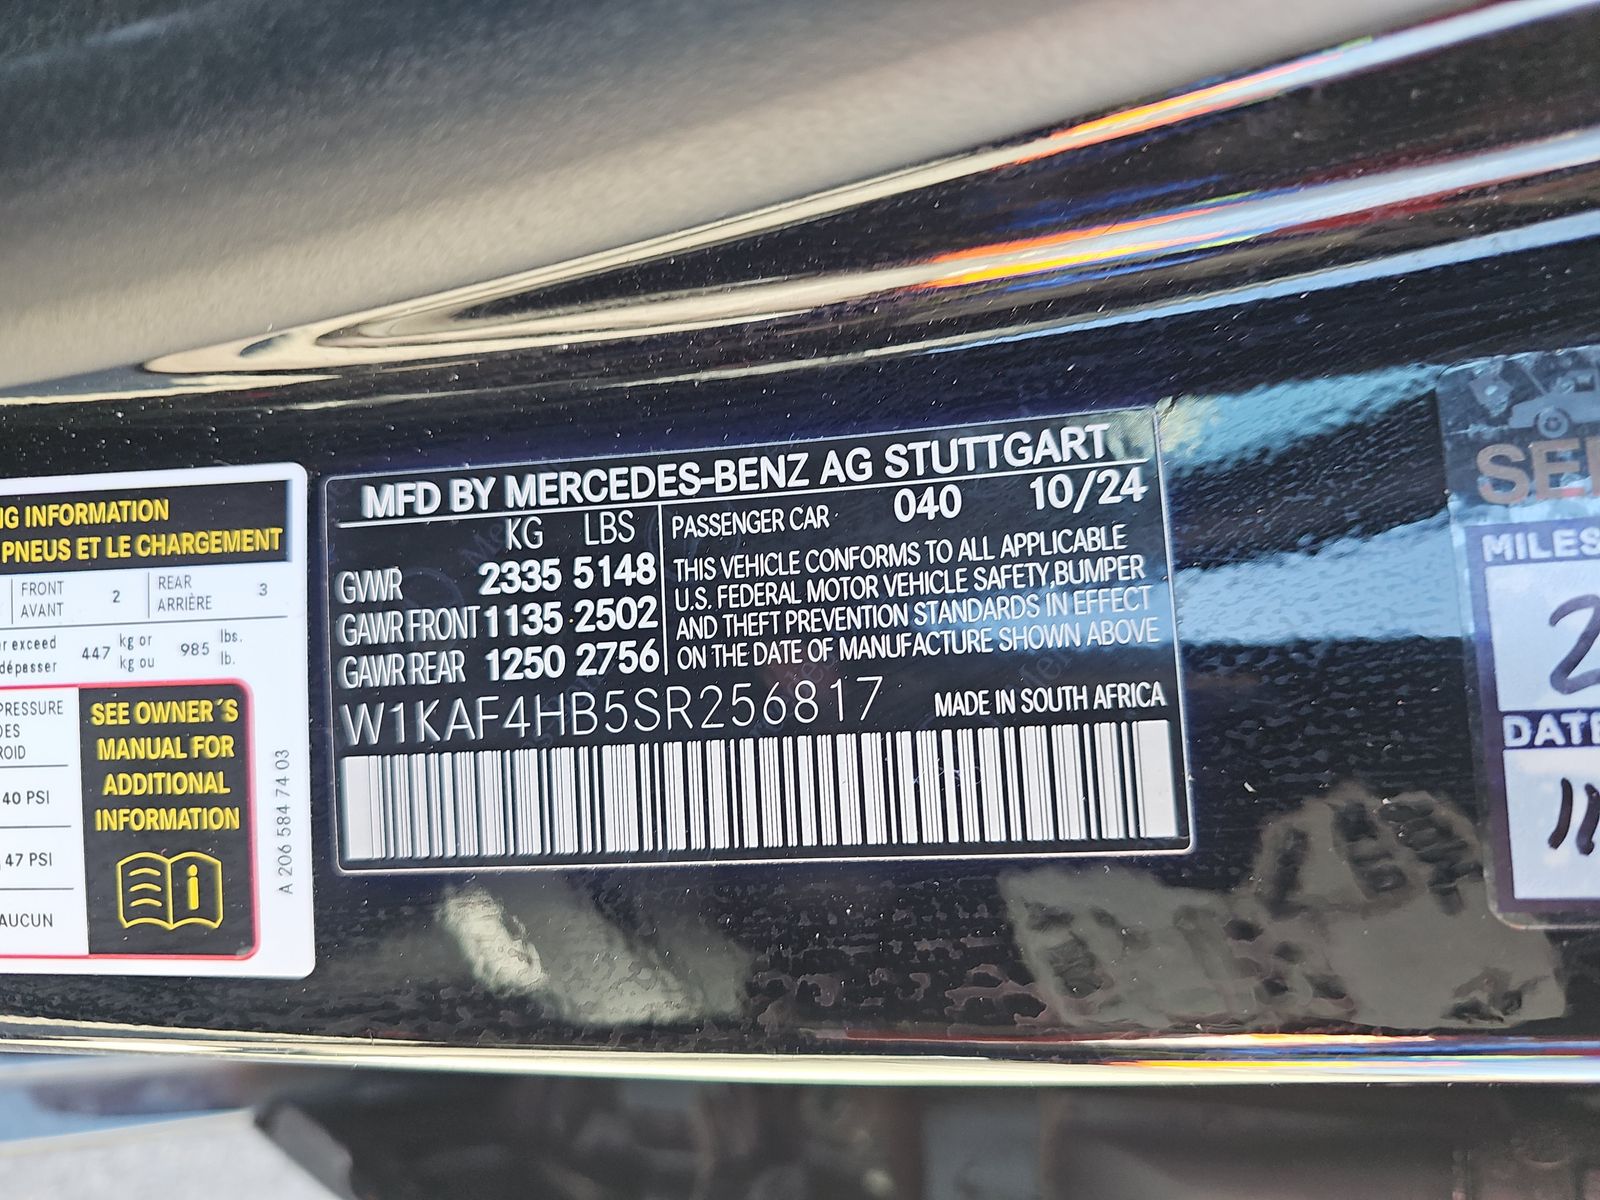 NG INFORMATION
PNEUS ET LE CHARGEMENT
FRONT
AVANT
2
REAR
ARRIÈRE
3
exceed
dépasser
447
kg or
kg ou
985
lbs.
lb.
PRESSURE
40 PSI
47 PSI
AUCUN
SEE OWNER´S
MANUAL FOR
ADDITIONAL
INFORMATION
A 206 584 74 03
MFD BY MERCEDES-BENZ AG STUTTGART
KG LBS
GVWR 2335 5148
GAWR FRONT 1135 2502
GAWR REAR 1250 2756
PASSENGER CAR 040 10/24
THIS VEHICLE CONFORMS TO ALL APPLICABLE
U.S. FEDERAL MOTOR VEHICLE SAFETY,BUMPER
AND THEFT PREVENTION STANDARDS IN EFFECT
ON THE DATE OF MANUFACTURE SHOWN ABOVE
W1KAF4HB5SR256817
MADE IN SOUTH AFRICA
MILES
2
DATE
11